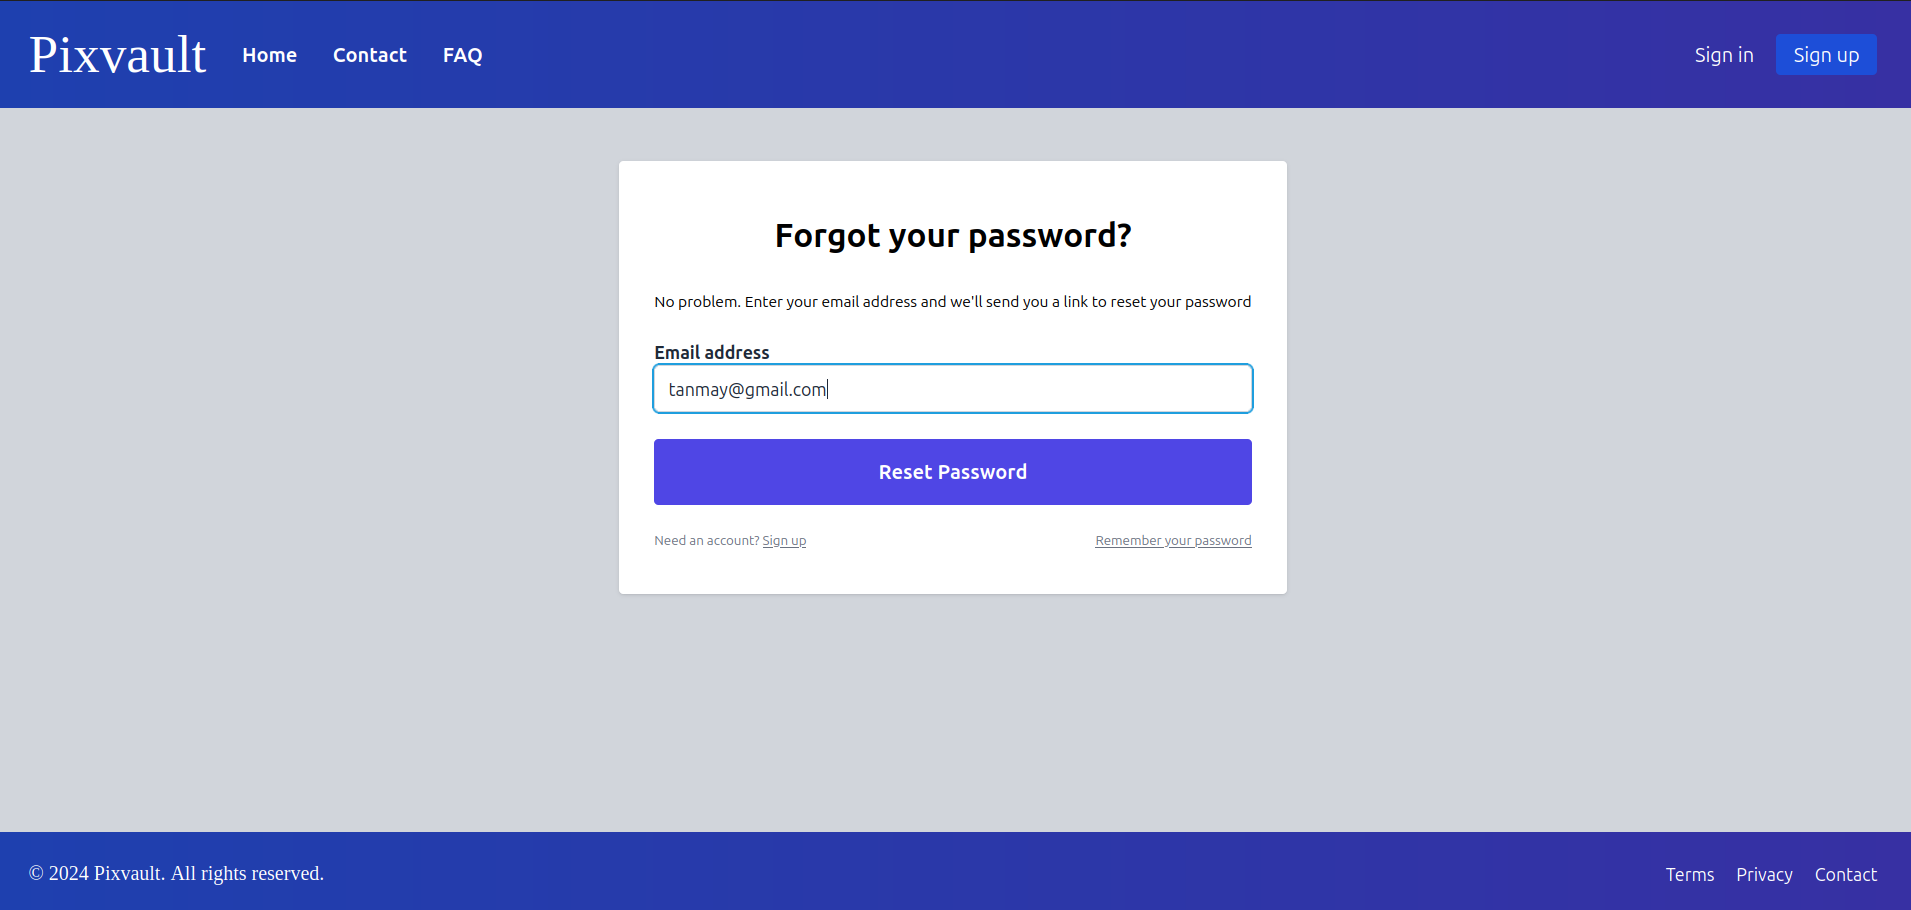 Pixvault Home Contact FAQ Sign in Sign up
Forgot your password?
No problem. Enter your email address and we'll send you a link to reset your password
Email address
tanmay@gmail.com
Reset Password
Need an account? Sign up Remember your password
© 2024 Pixvault. All rights reserved. Terms Privacy Contact